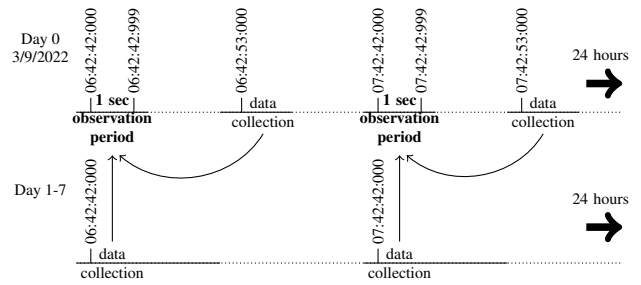 Day 0
3/9/2022
06:42:42:000
06:42:42:999
06:42:53:000
07:42:42:000
07:42:42:999
07:42:53:000
24 hours
1 sec
observation
period
data
collection
1 sec
observation
period
data
collection
Day 1-7
06:42:42:000
07:42:42:000
24 hours
data
collection
data
collection